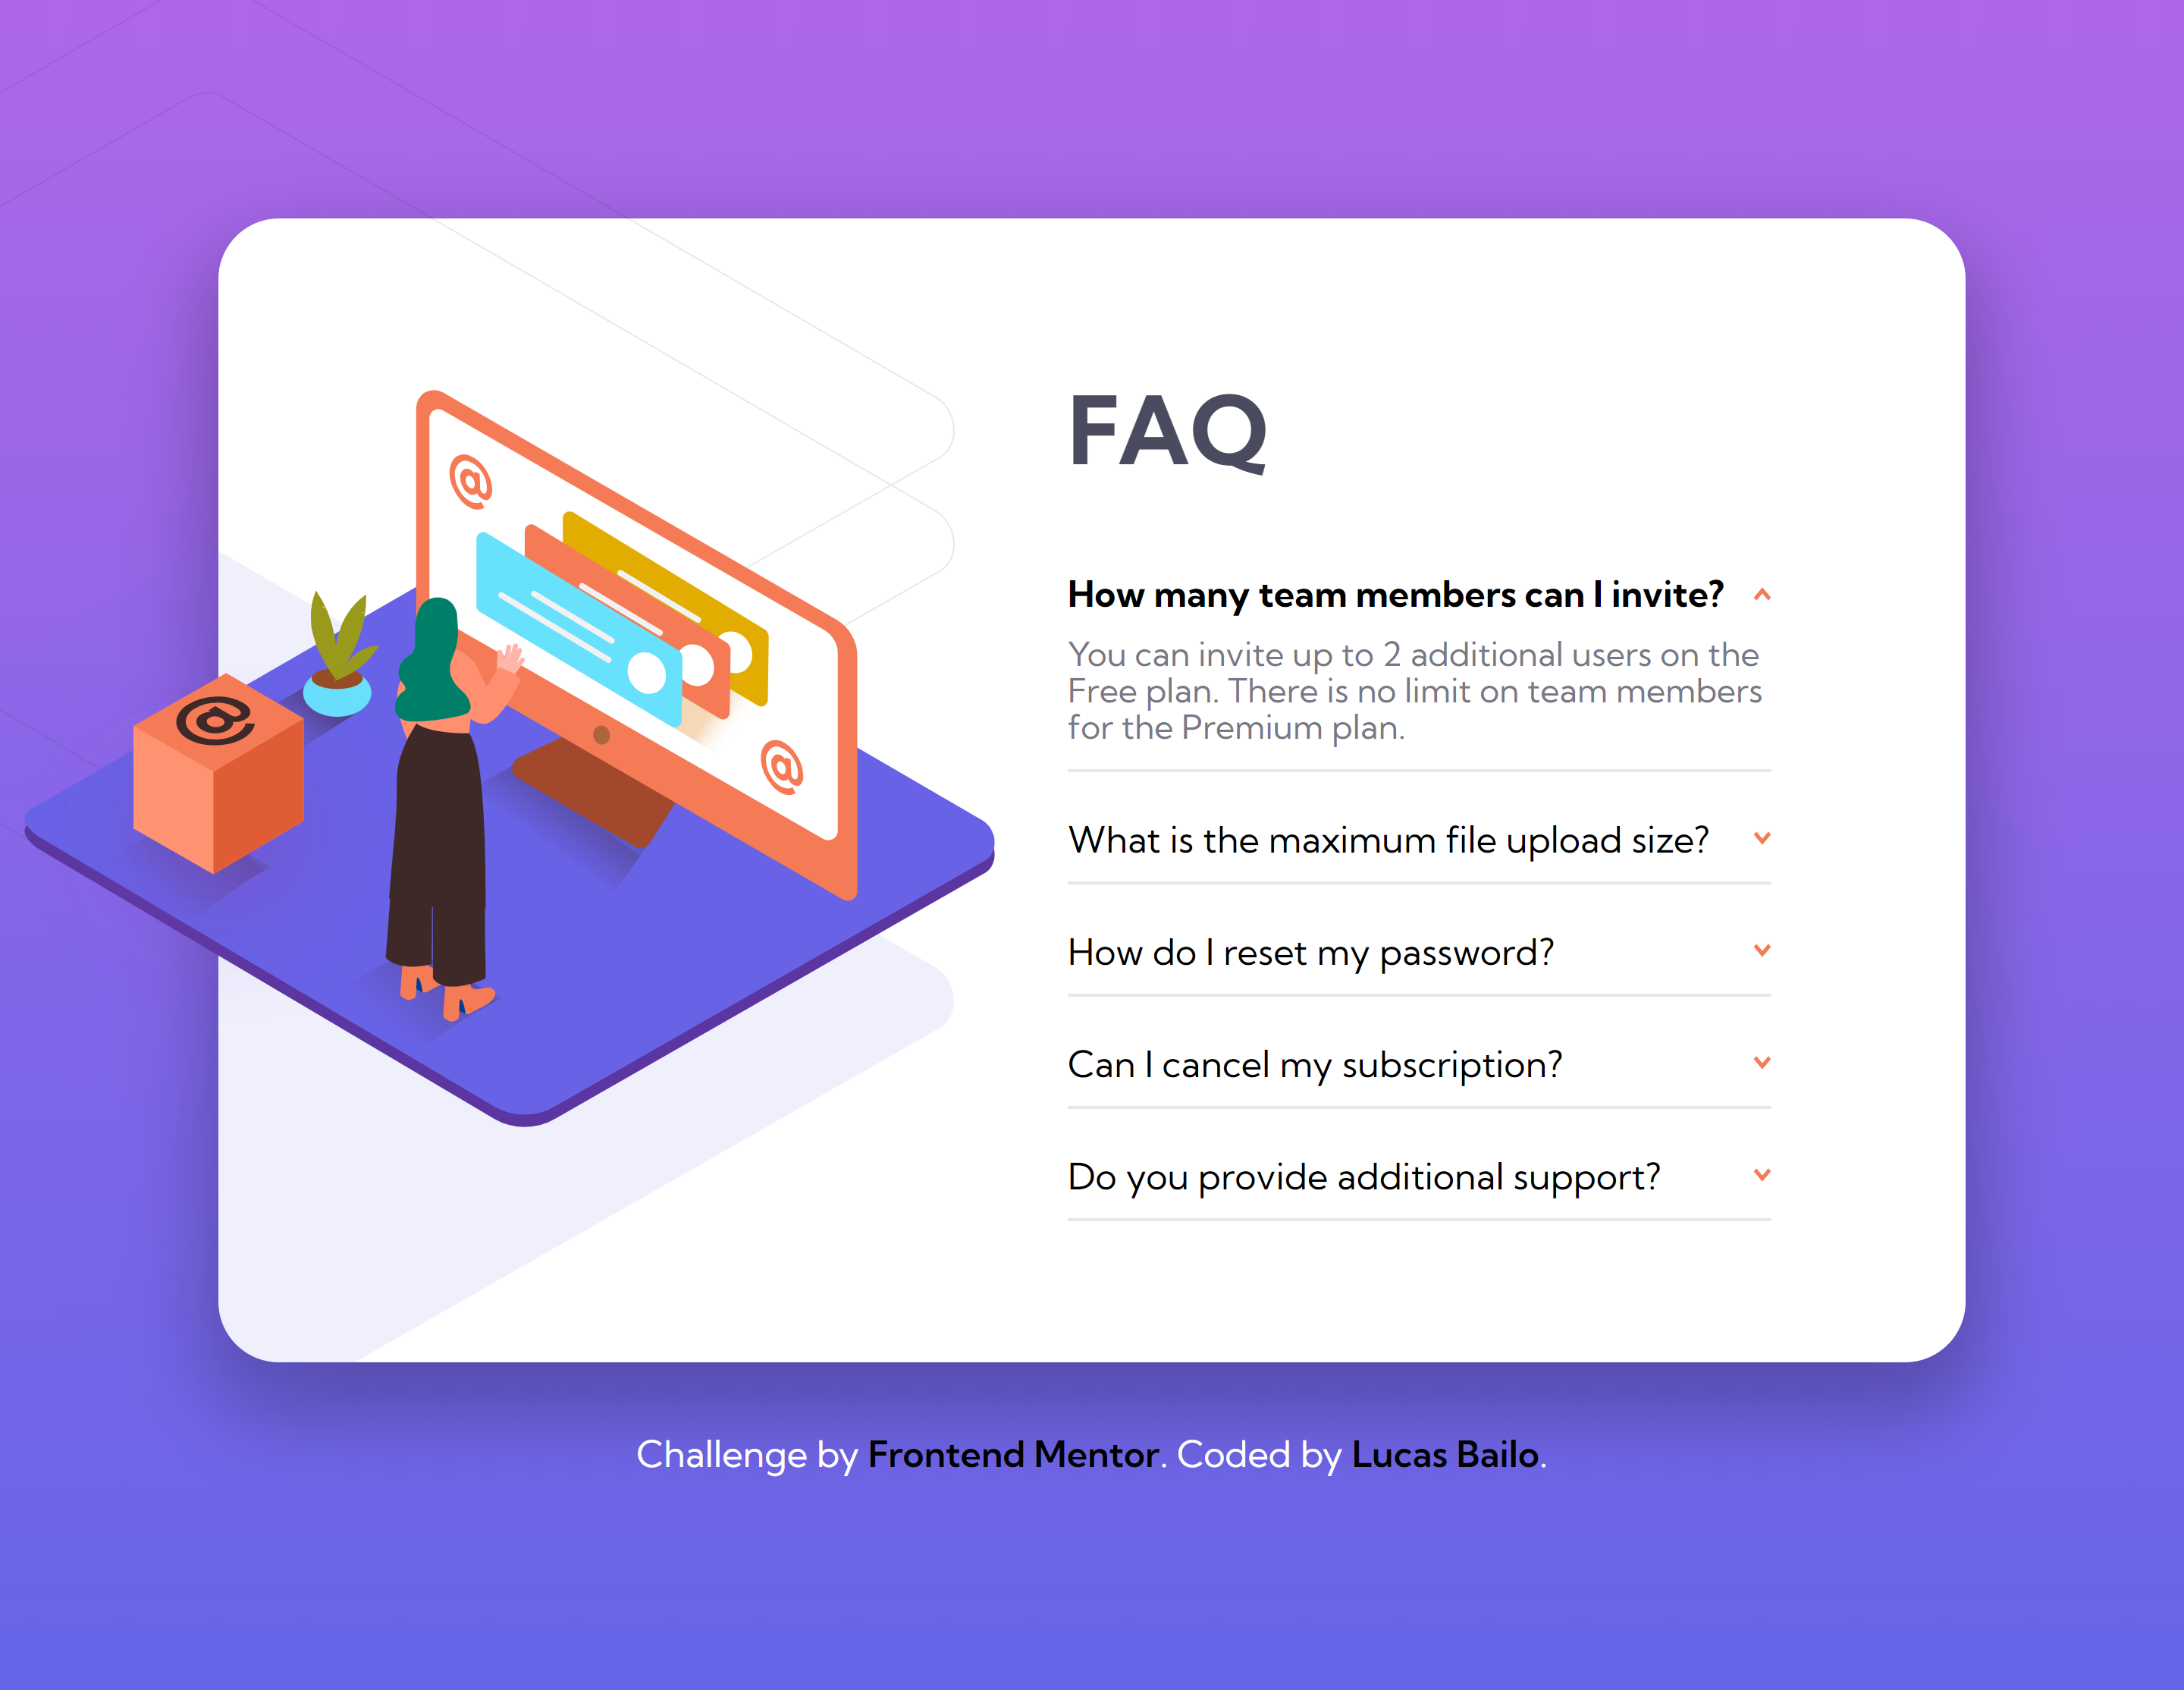 FAQ
How many team members can I invite?
You can invite up to 2 additional users on the
Free plan. There is no limit on team members
for the Premium plan.
What is the maximum file upload size?
How do I reset my password?
Can I cancel my subscription?
Do you provide additional support?
@
@
@
Challenge by Frontend Mentor. Coded by Lucas Bailo.